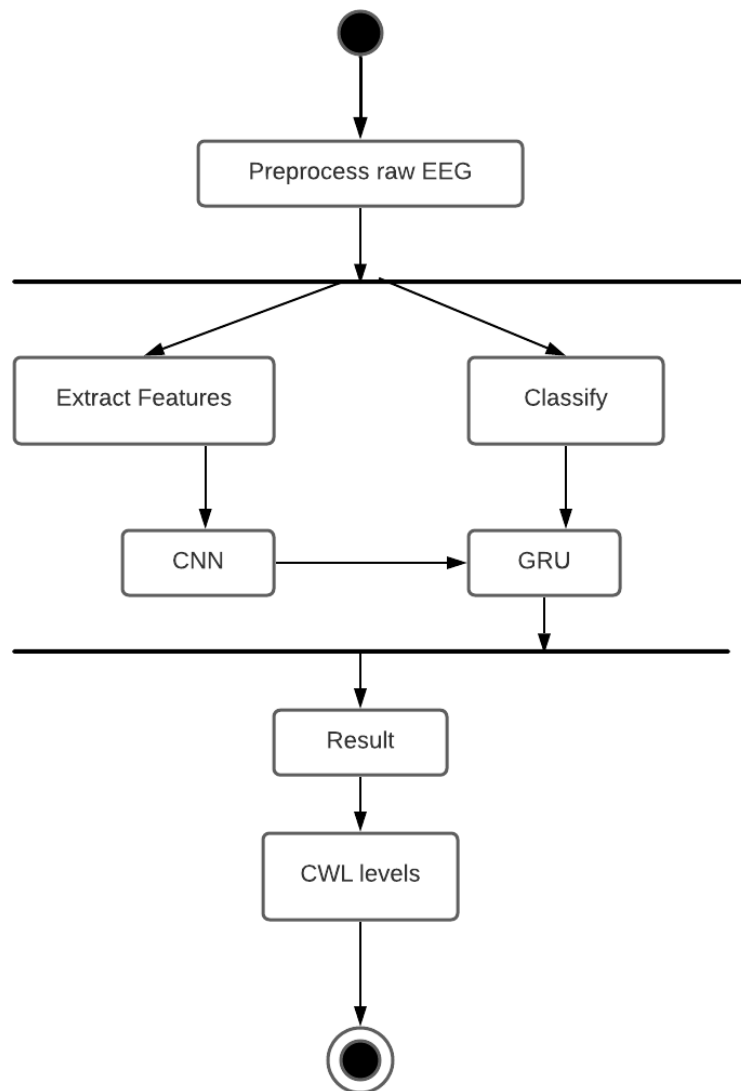 Preprocess raw EEG
Extract Features
Classify
CNN
GRU
Result
CWL levels